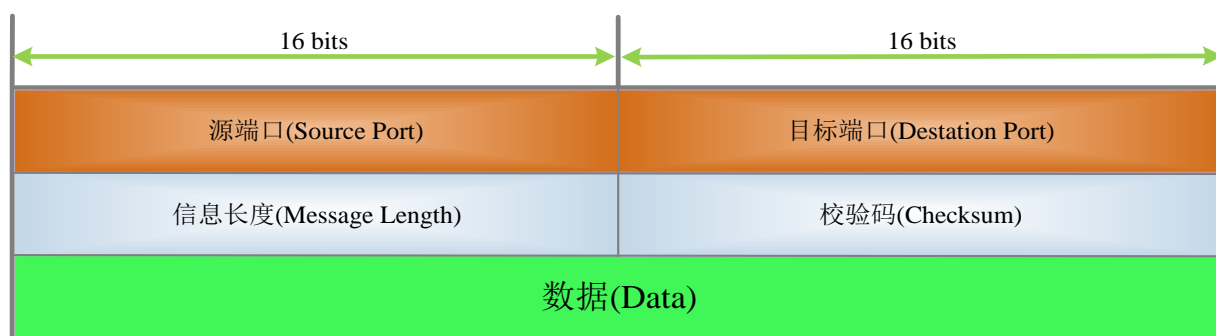 16 bits
16 bits
源端口(Source Port)
目标端口(Destation Port)
信息长度(Message Length)
校验码(Checksum)
数据(Data)